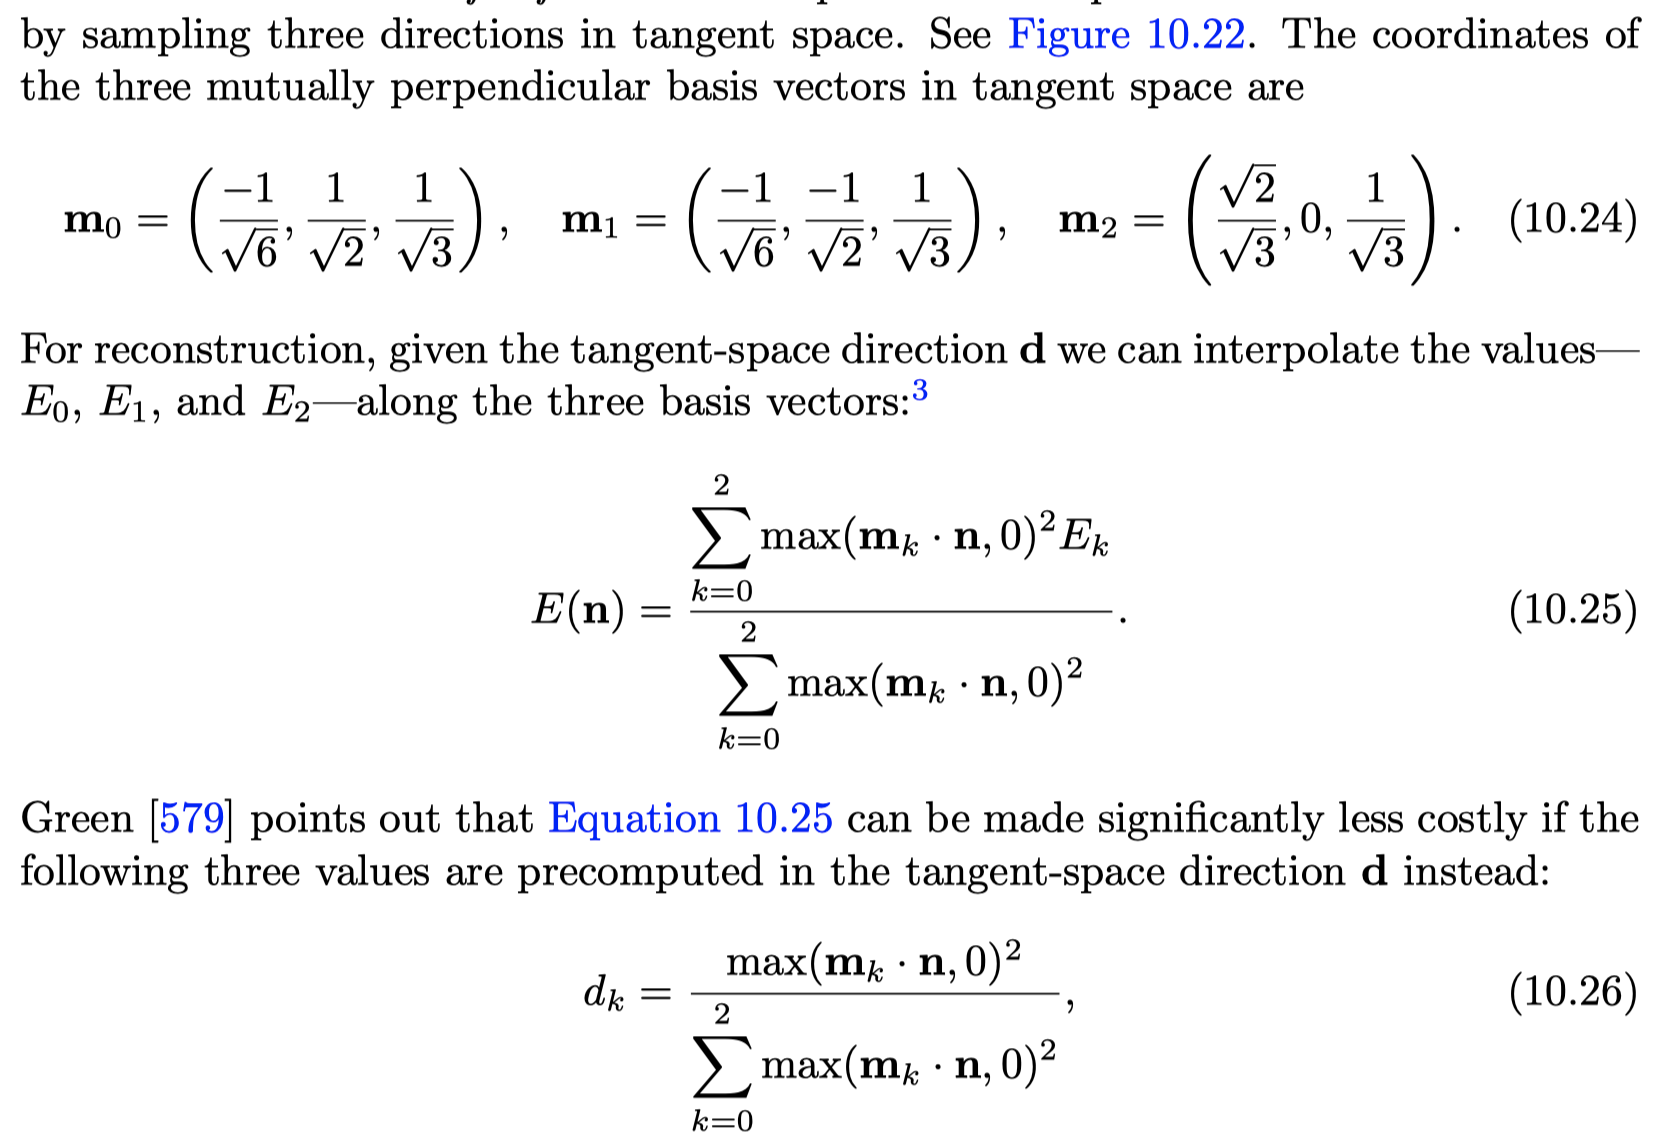 by sampling three directions in tangent space. See Figure 10.22. The coordinates of
the three mutually perpendicular basis vectors in tangent space are
$\mathbf{m}_0 = \left(\frac{-1}{\sqrt{6}}, \frac{1}{\sqrt{2}}, \frac{1}{\sqrt{3}}\right), \quad \mathbf{m}_1 = \left(\frac{-1}{\sqrt{6}}, \frac{-1}{\sqrt{2}}, \frac{1}{\sqrt{3}}\right), \quad \mathbf{m}_2 = \left(\frac{\sqrt{2}}{\sqrt{3}}, 0, \frac{1}{\sqrt{3}}\right).$ (10.24)
For reconstruction, given the tangent-space direction d we can interpolate the values—
$E_0$, $E_1$, and $E_2$—along the three basis vectors:³
$E(\mathbf{n}) = \frac{\sum_{k=0}^{2} \max(\mathbf{m}_k \cdot \mathbf{n}, 0)^2 E_k}{\sum_{k=0}^{2} \max(\mathbf{m}_k \cdot \mathbf{n}, 0)^2}.$ (10.25)
Green [579] points out that Equation 10.25 can be made significantly less costly if the
following three values are precomputed in the tangent-space direction d instead:
$d_k = \frac{\max(\mathbf{m}_k \cdot \mathbf{n}, 0)^2}{\sum_{k=0}^{2} \max(\mathbf{m}_k \cdot \mathbf{n}, 0)^2},$ (10.26)